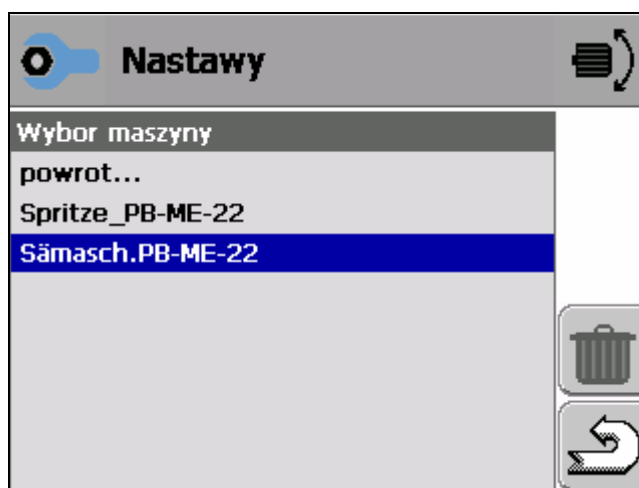 Nastawy
Wybor maszyny
powrot...
Spritze_PB-ME-22
Sämasch.PB-ME-22